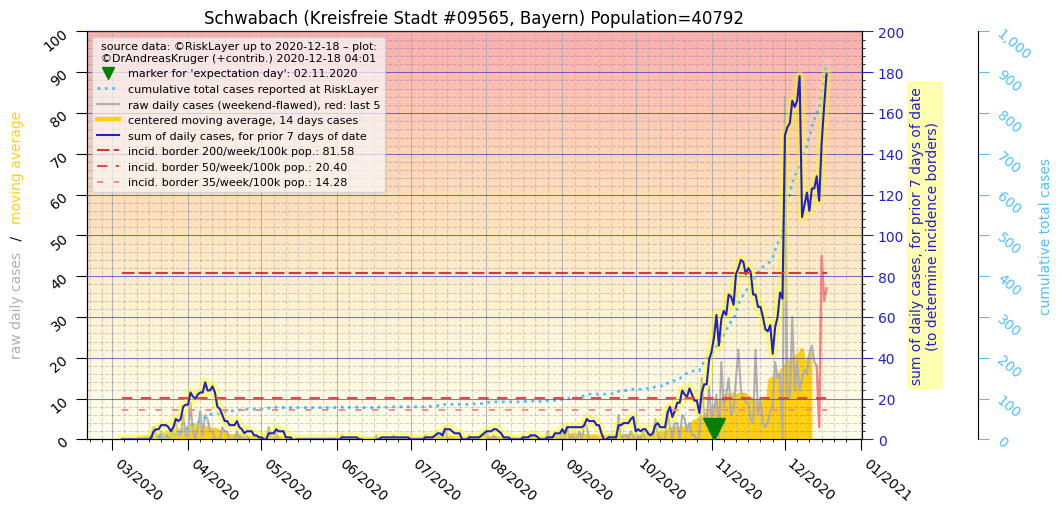 Schwabach (Kreisfreie Stadt #09565, Bayern) Population=40792
source data: ©RiskLayer up to 2020-12-18 – plot:
©DrAndreasKruger (+contrib.) 2020-12-18 04:01
marker for 'expectation day': 02.11.2020
cumulative total cases reported at RiskLayer
raw daily cases (weekend-flawed), red: last 5
centered moving average, 14 days cases
sum of daily cases, for prior 7 days of date
incid. border 200/week/100k pop.: 81.58
incid. border 50/week/100k pop.: 20.40
incid. border 35/week/100k pop.: 14.28
raw daily cases / moving average
100
90
80
70
60
50
40
30
20
10
0
03/2020
04/2020
05/2020
06/2020
07/2020
08/2020
09/2020
10/2020
11/2020
12/2020
01/2021
200
180
160
140
120
100
80
60
40
20
0
sum of daily cases, for prior 7 days of date
(to determine incidence borders)
1,000
900
800
700
600
500
400
300
200
100
0
cumulative total cases